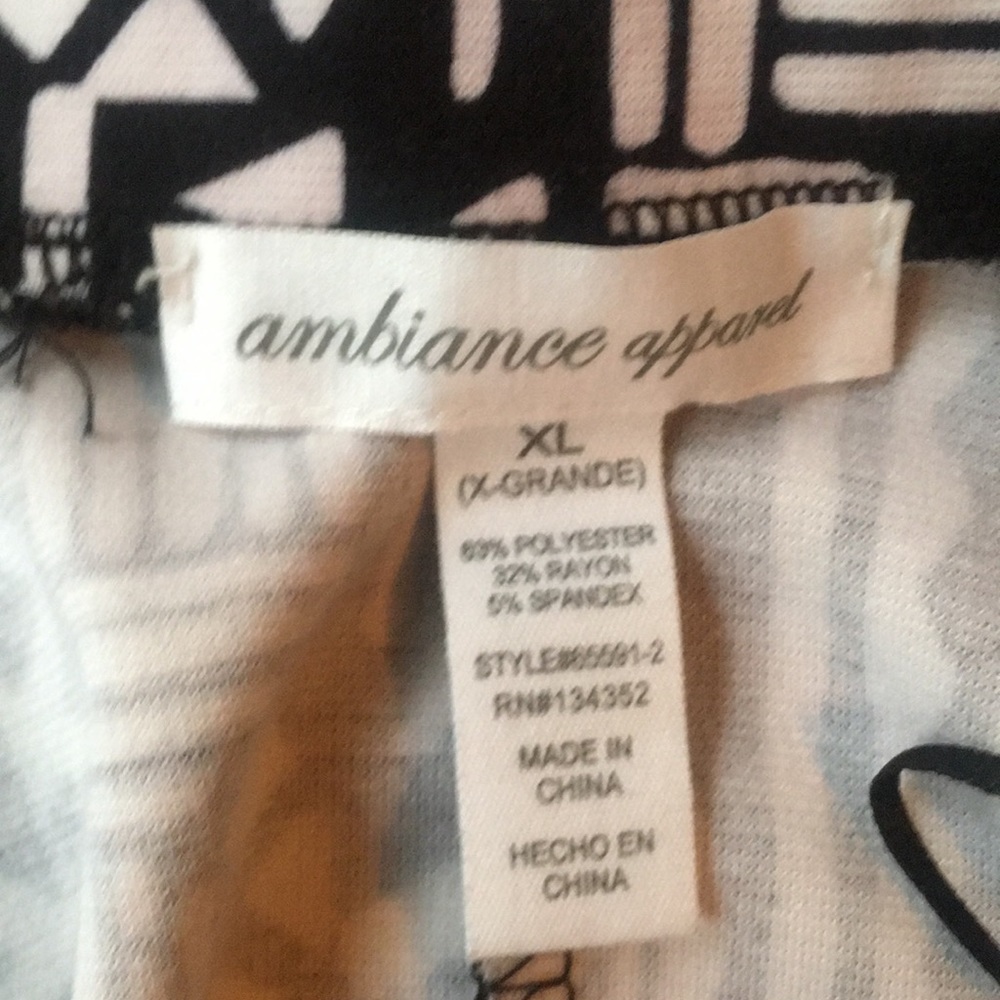 ambiance apparel
XL
(X-GRANDE)
63% POLYESTER
32% RAYON
5% SPANDEX
STYLE#65591-2
RN#134352
MADE IN
CHINA
HECHO EN
CHINA